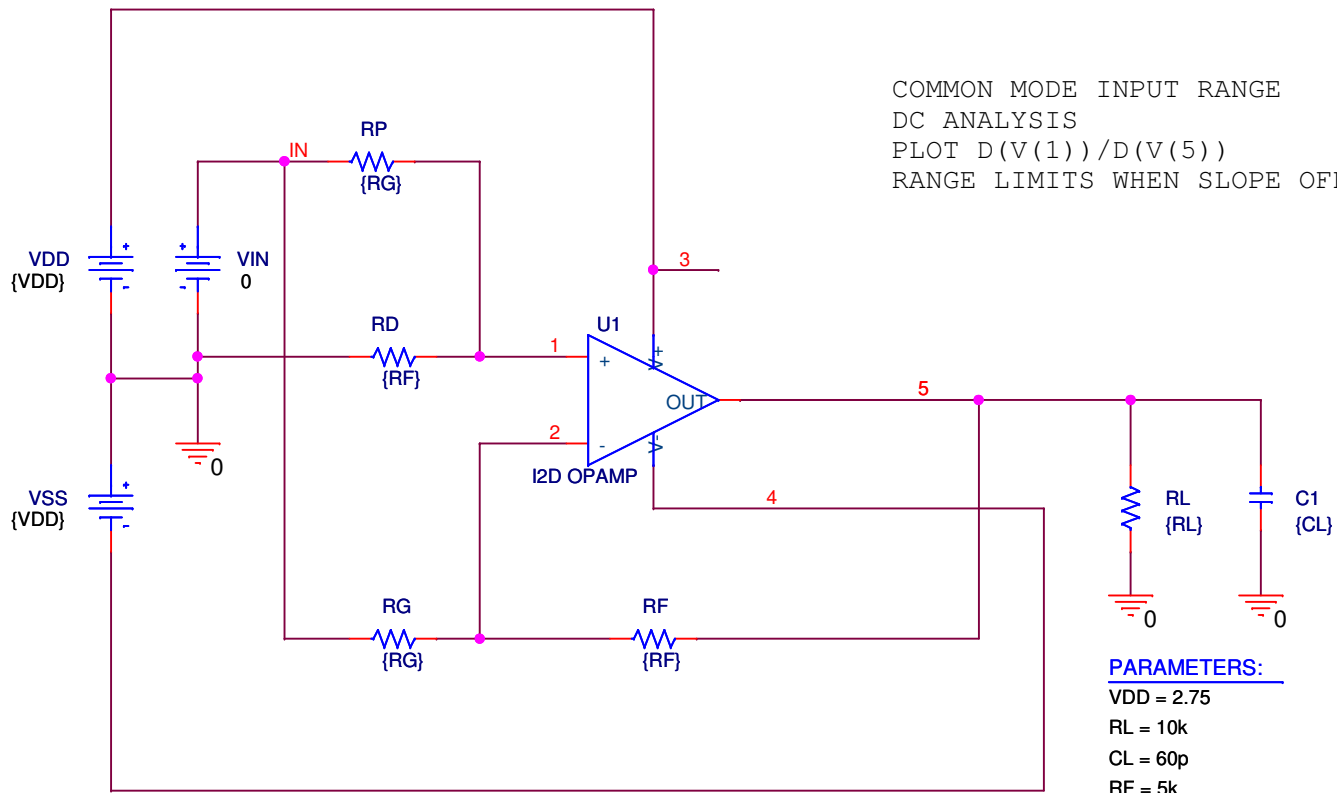 COMMON MODE INPUT RANGE
DC ANALYSIS
PLOT D(V(1))/D(V(5))
RANGE LIMITS WHEN SLOPE
RP
IN
{RG}
VDD
{VDD}
+
-
VIN
0
+
-
3
RD
{RF}
1
U1
+
V+
OUT
5
2
-
V-
I2D OPAMP
0
VSS
{VDD}
+
-
4
RL
{RL}
C1
{CL}
RG
{RG}
RF
{RF}
0
0
PARAMETERS:
VDD = 2.75
RL = 10k
CL = 60p
RF = 5k